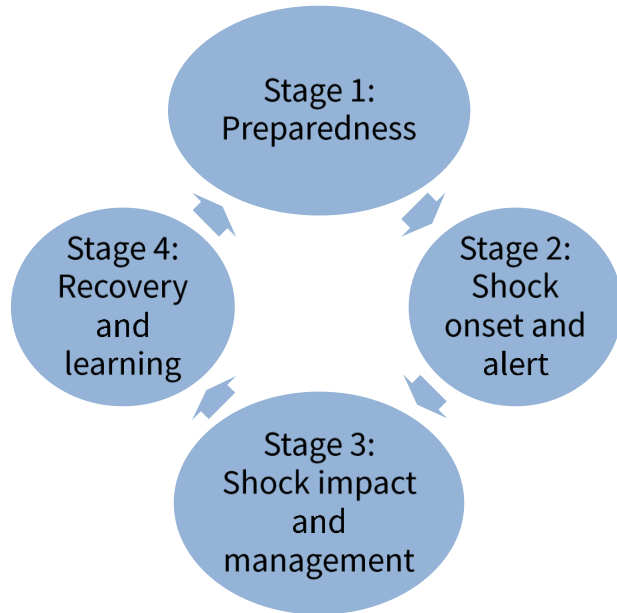 Stage 1:
Preparedness
Stage 2:
Shock
onset and
alert
Stage 3:
Shock impact
and
management
Stage 4:
Recovery
and
learning